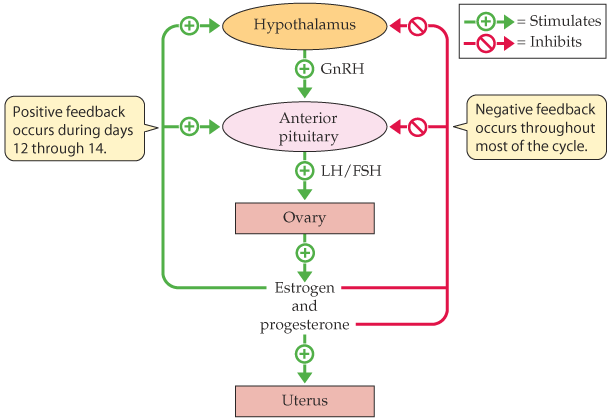 Hypothalamus
= Stimulates
= Inhibits
GnRH
Positive feedback
occurs during days
12 through 14.
Anterior
pituitary
Negative feedback
occurs throughout
most of the cycle.
LH/FSH
Ovary
Estrogen
and
progesterone
Uterus